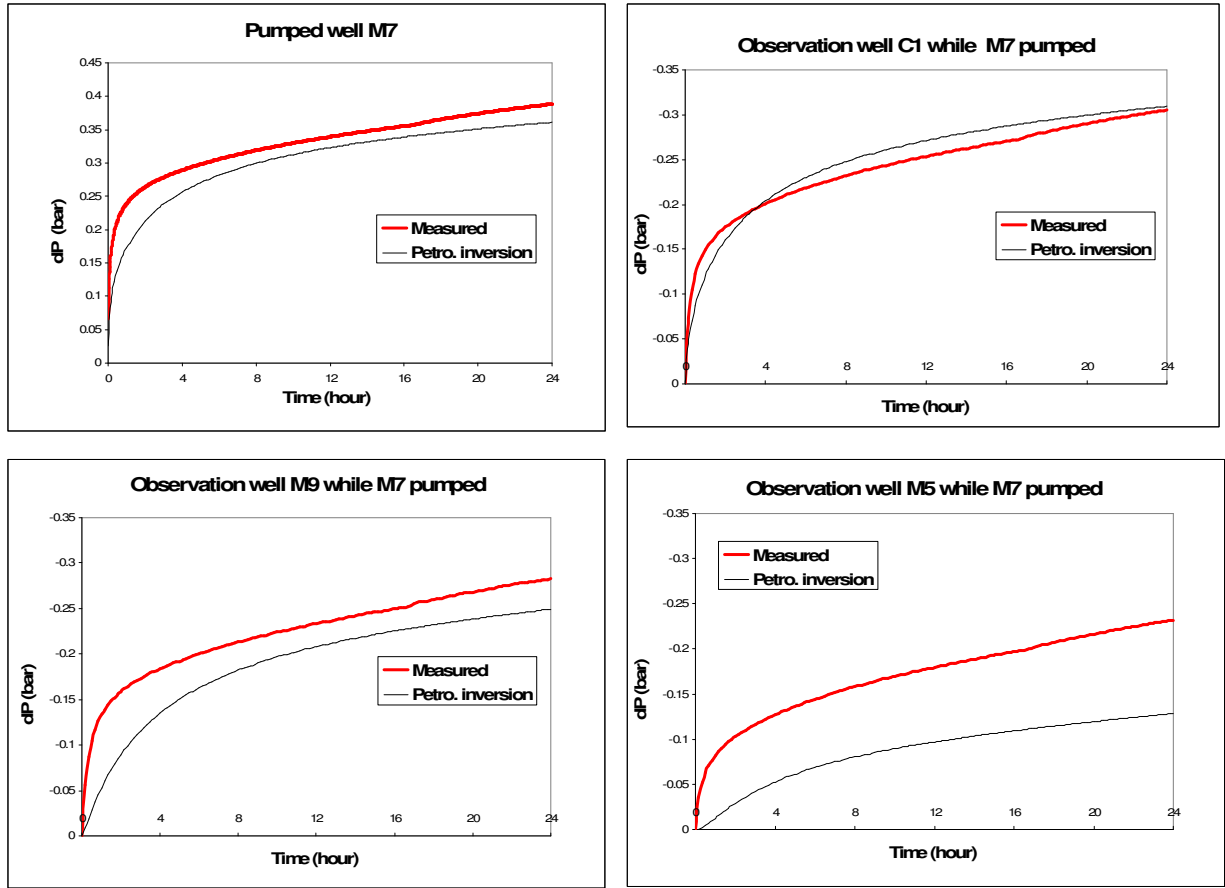 Pumped well M7
0.45
0.4
0.35
0.3
0.25
0.2
0.15
0.1
0.05
0
dP (bar)
Measured
Petro. inversion
0 4 8 12 16 20 24
Time (hour)
Observation well C1 while M7 pumped
-0.35
-0.3
-0.25
-0.2
-0.15
-0.1
-0.05
0
dP (bar)
Measured
Petro. inversion
0 4 8 12 16 20 24
Time (hour)
Observation well M9 while M7 pumped
-0.35
-0.3
-0.25
-0.2
-0.15
-0.1
-0.05
0
dP (bar)
Measured
Petro. inversion
0 4 8 12 16 20 24
Time (hour)
Observation well M5 while M7 pumped
-0.35
-0.3
-0.25
-0.2
-0.15
-0.1
-0.05
0
dP (bar)
Measured
Petro. inversion
0 4 8 12 16 20 24
Time (hour)